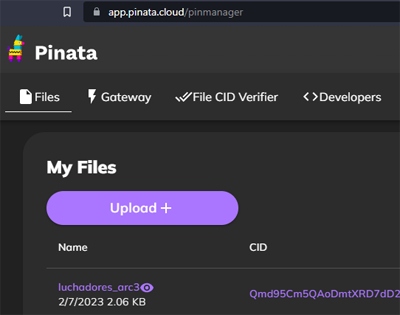 app.pinata.cloud/pinmanager
Pinata
Files Gateway File CID Verifier Developers
My Files
Upload +
Name CID
luchadores_arc3
Qmd95Cm5QAoDmtXRD7dD2
2/7/2023 2.06 KB